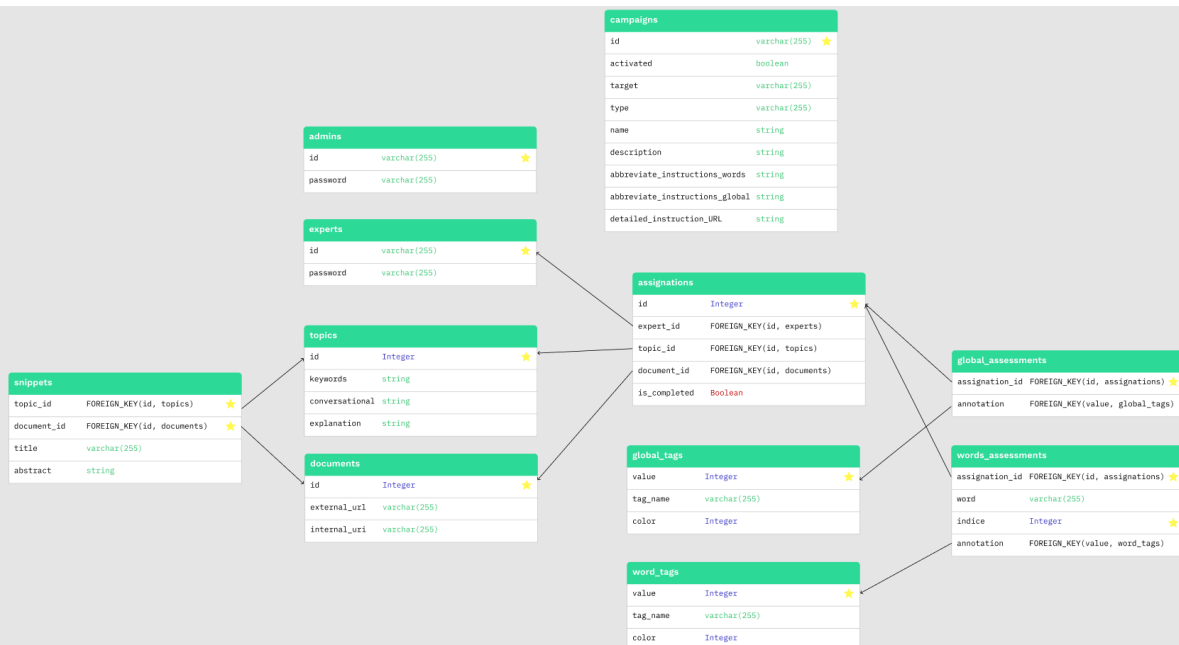 campaigns
id varchar(255)
activated boolean
target varchar(255)
type varchar(255)
name string
description string
abbreviate_instructions_words string
abbreviate_instructions_global string
detailed_instruction_URL string
admins
id varchar(255)
password varchar(255)
experts
id varchar(255)
password varchar(255)
assignations
id Integer
expert_id FOREIGN_KEY(id, experts)
topic_id FOREIGN_KEY(id, topics)
document_id FOREIGN_KEY(id, documents)
is_completed Boolean
topics
id Integer
keywords string
conversational string
explanation string
snippets
topic_id FOREIGN_KEY(id, topics)
document_id FOREIGN_KEY(id, documents)
title varchar(255)
abstract string
documents
id Integer
external_url varchar(255)
internal_uri varchar(255)
global_assessments
assignation_id FOREIGN_KEY(id, assignations)
annotation FOREIGN_KEY(value, global_tags)
global_tags
value Integer
tag_name varchar(255)
color Integer
words_assessments
assignation_id FOREIGN_KEY(id, assignations)
word varchar(255)
indice Integer
annotation FOREIGN_KEY(value, word_tags)
word_tags
value Integer
tag_name varchar(255)
color Integer